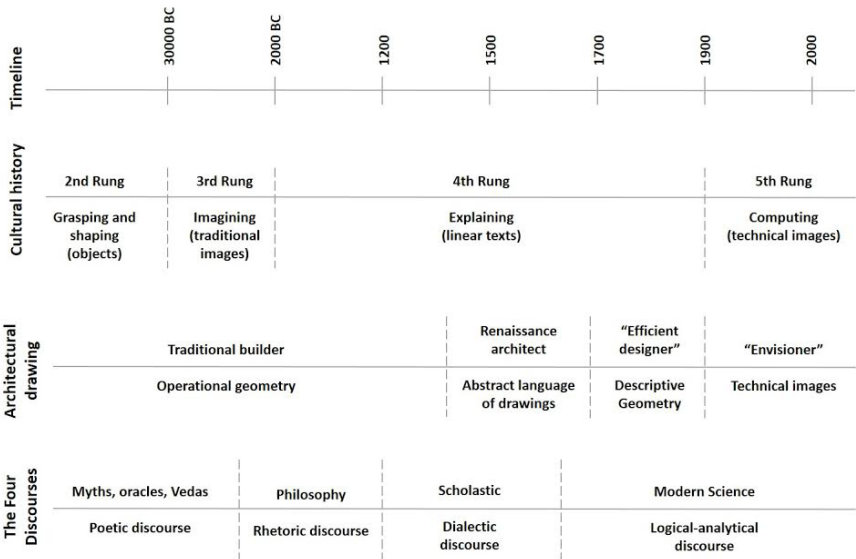 Timeline
30000 BC
2000 BC
1200
1500
1700
1900
2000
Cultural history
2nd Rung
3rd Rung
4th Rung
5th Rung
Grasping and
shaping
(objects)
Imagining
(traditional
images)
Explaining
(linear texts)
Computing
(technical images)
Architectural
drawing
Traditional builder
Renaissance
architect
“Efficient
designer”
“Envisioner”
Operational geometry
Abstract language
of drawings
Descriptive
Geometry
Technical images
The Four
Discourses
Myths, oracles, Vedas
Philosophy
Scholastic
Modern Science
Poetic discourse
Rhetoric discourse
Dialectic
discourse
Logical-analytical
discourse